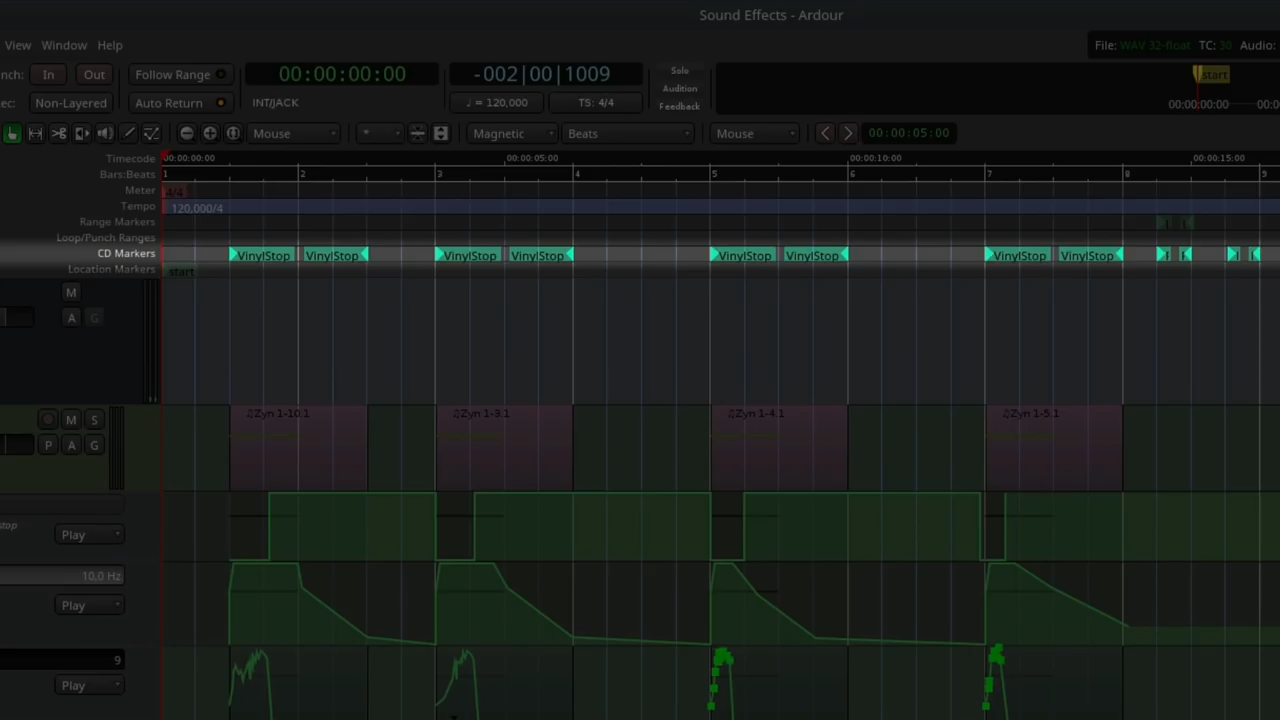 Sound Effects - Ardour
View Window Help
File: WAV 32-float TC: 30 Audio:
nch: In Out Follow Range 00:00:00:00 -002|00|1009 Solo
Audition
start
ec: Non-Layered Auto Return INT/JACK ♩ = 120,000 TS: 4/4 Feedback 00:00:00:00 00:0
Mouse * Magnetic Beats Mouse 00:00:05:00
Timecode 00:00:00:00 00:00:05:00 00:00:10:00 00:00:15:00
Bars:Beats 1 2 3 4 5 6 7 8 9
Meter 4/4
Tempo 120,000/4
Range Markers
Loop/Punch Ranges
CD Markers VinylStop VinylStop VinylStop VinylStop VinylStop VinylStop VinylStop VinylStop
Location Markers start
M
A G
♫Zyn 1-10.1 ♫Zyn 1-3.1 ♫Zyn 1-4.1 ♫Zyn 1-5.1
M S
P A G
stop
Play
10,0 Hz
Play
9
Play